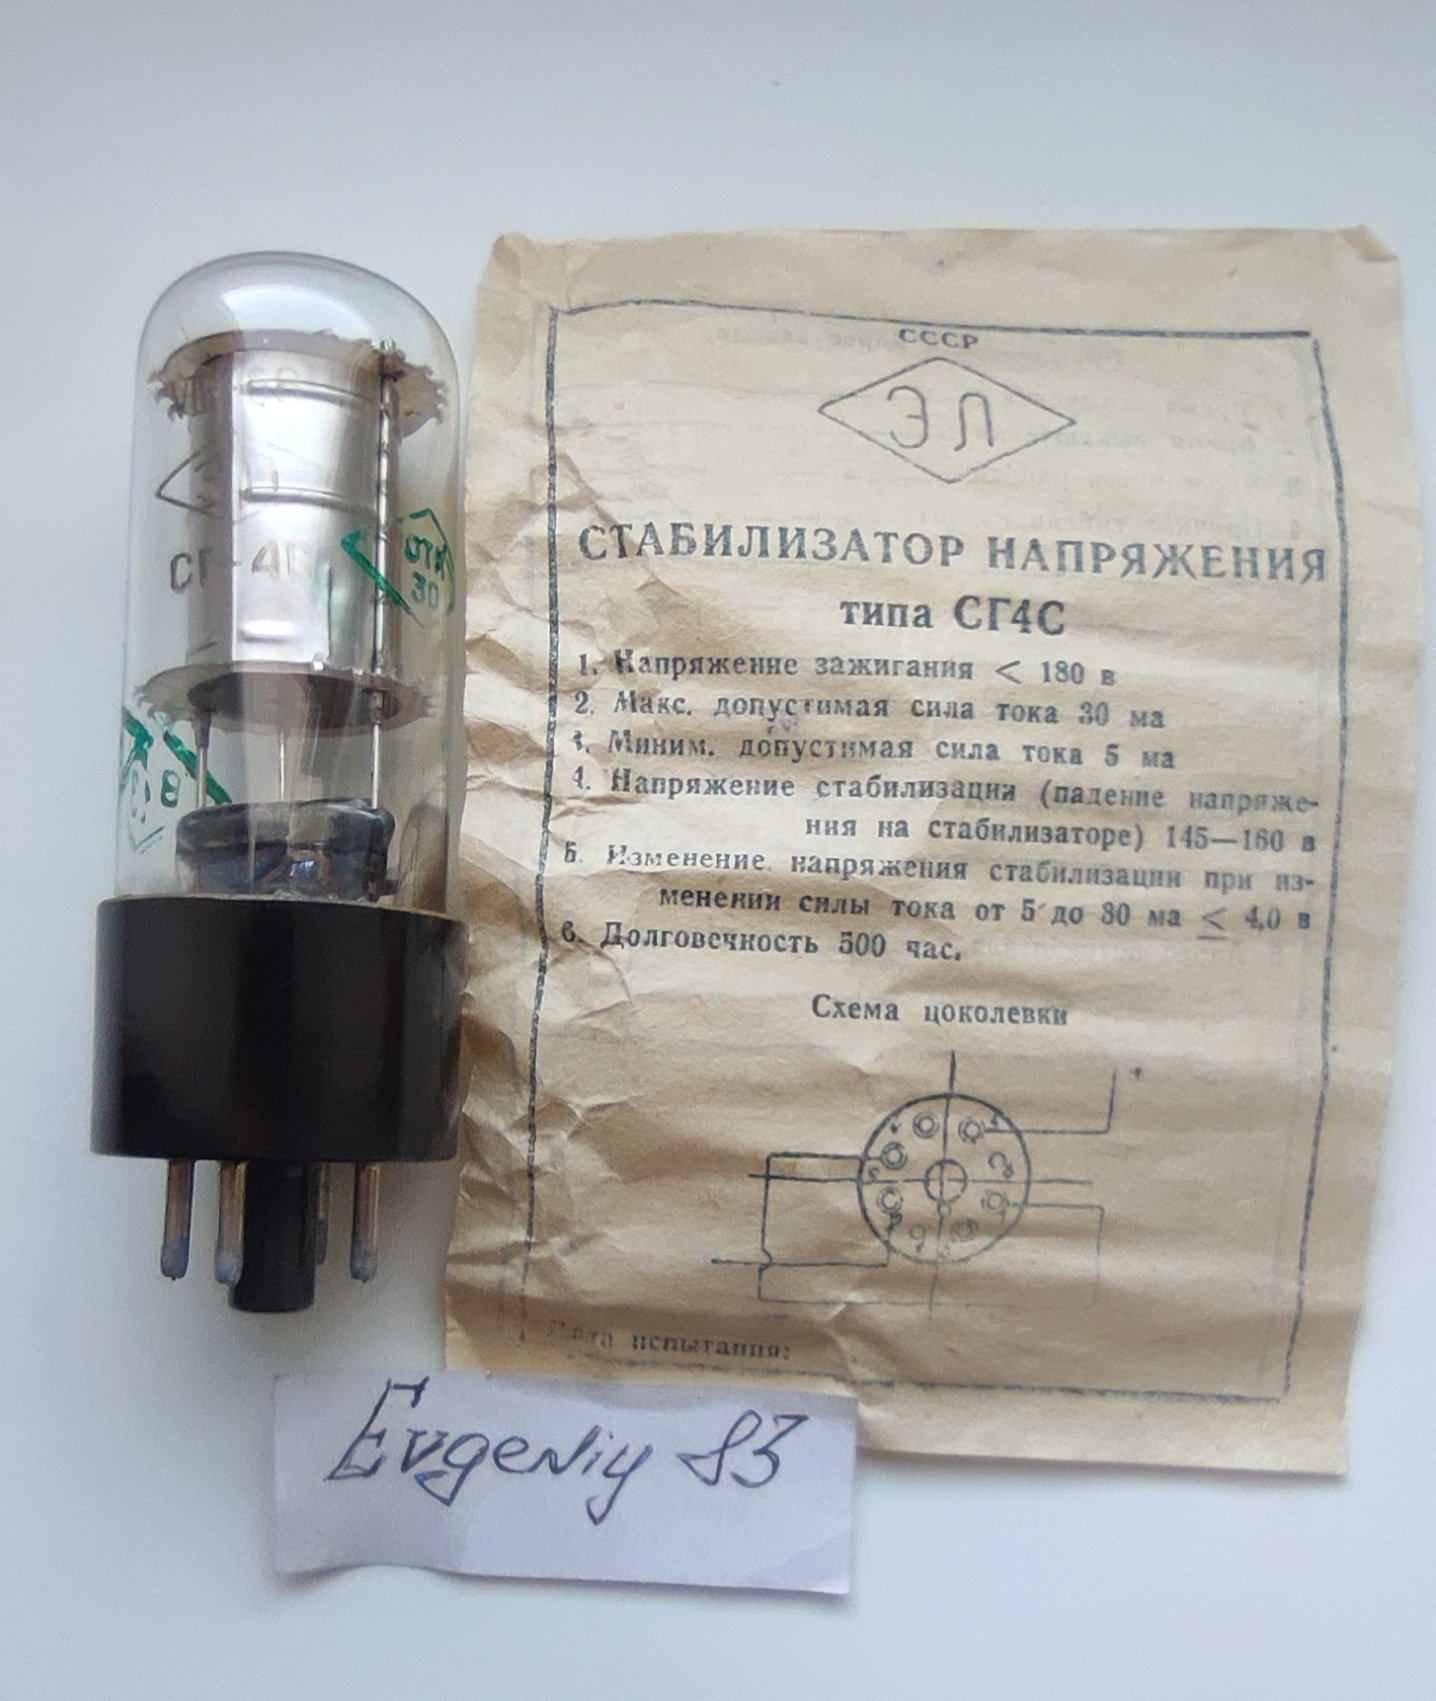 СГ-4С
ОТК
30
В
СССР
ЭЛ
СТАБИЛИЗАТОР НАПРЯЖЕНИЯ
типа СГ4С
1. Напряжение зажигания < 180 в
2. Макс. допустимая сила тока 30 ма
3. Миним. допустимая сила тока 5 ма
4. Напряжение стабилизации (падение напряже-
ния на стабилизаторе) 145—160 в
5. Изменение напряжения стабилизации при из-
менении силы тока от 5 до 30 ма ≤ 4,0 в
6. Долговечность 500 час.
Схема цоколевки
Дата испытания:
Evgeniy 83